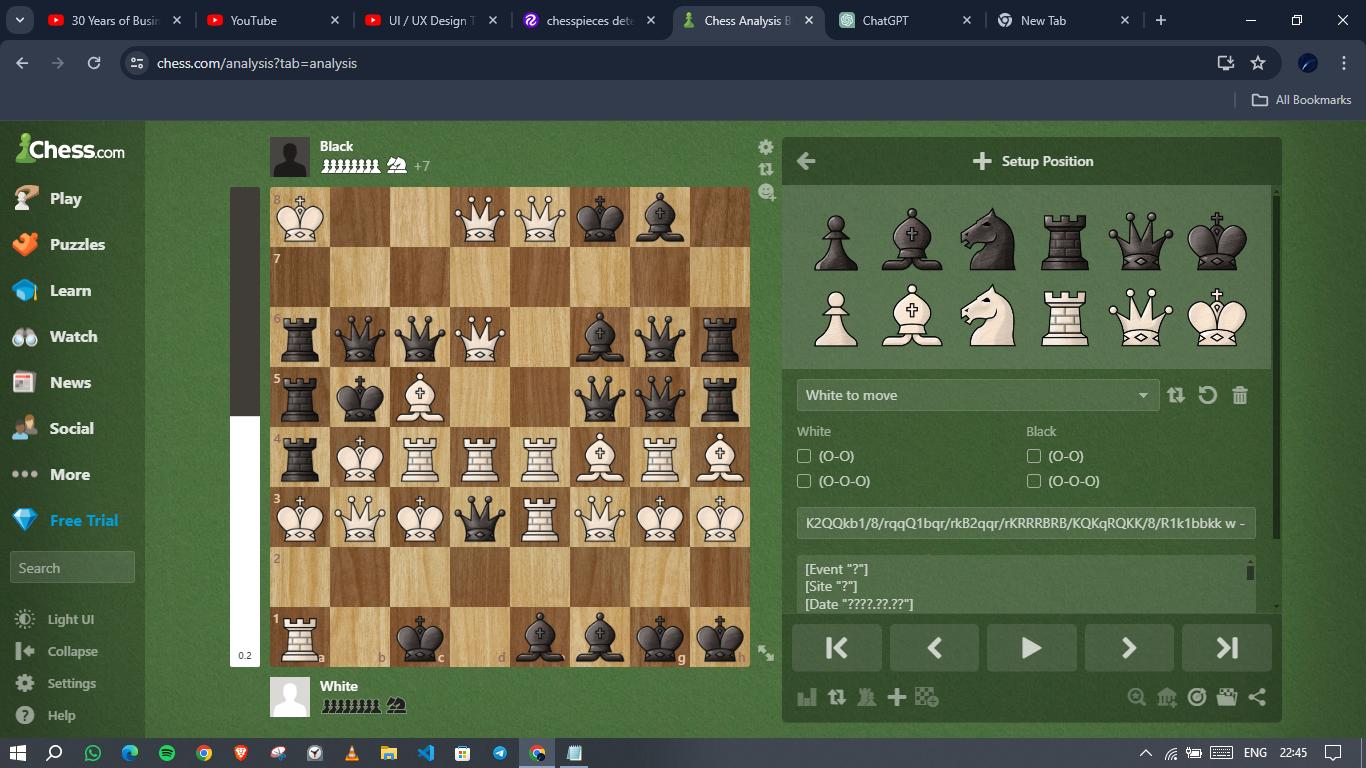 30 Years of Busin
YouTube
UI / UX Design T
chesspieces dete
Chess Analysis B
ChatGPT
New Tab
chess.com/analysis?tab=analysis
All Bookmarks
Chess.com
Play
Puzzles
Learn
Watch
News
Social
More
Free Trial
Search
Light UI
Collapse
Settings
Help
Black
+7
8
7
6
5
4
3
2
1
a
b
c
d
g
h
0.2
White
Setup Position
White to move
White
Black
(O-O)
(O-O)
(O-O-O)
(O-O-O)
K2QQkb1/8/rqqQ1bqr/rkB2qqr/rKRRRBRB/KQKqRQKK/8/R1k1bbkk w -
[Event "?"]
[Site "?"]
[Date "????.??.??"]
ENG
22:45